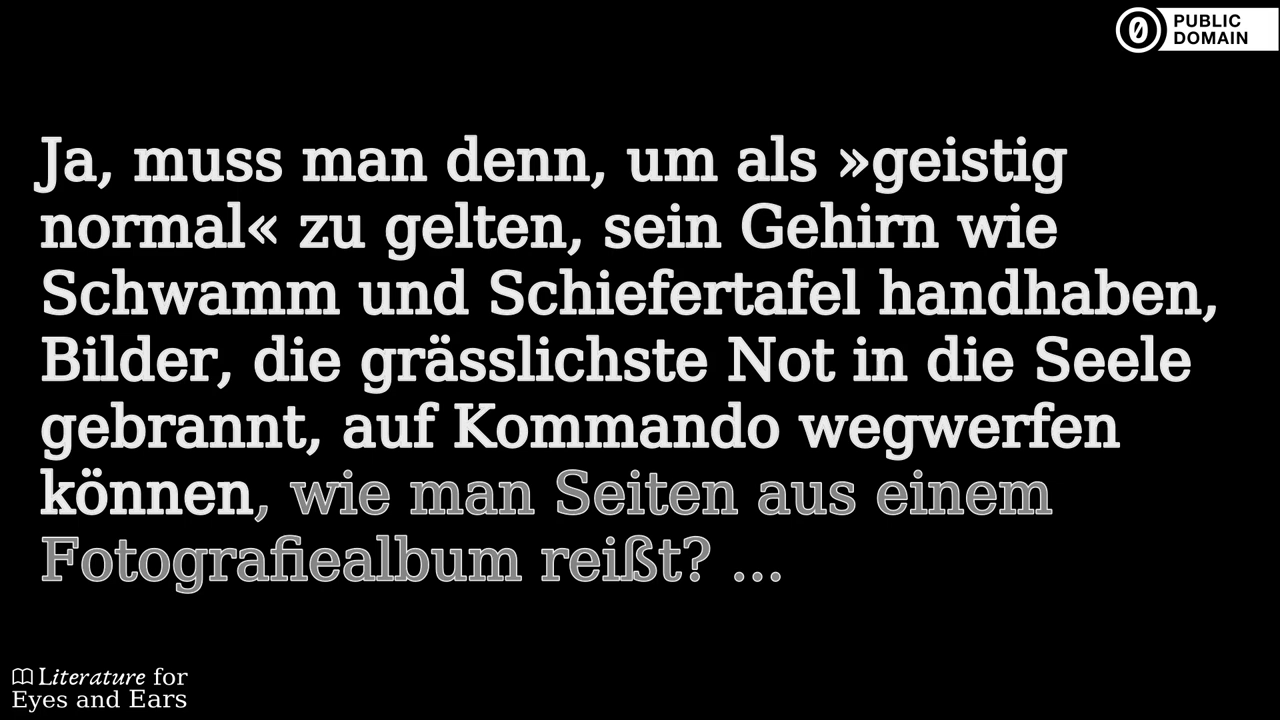 PUBLIC
DOMAIN
Ja, muss man denn, um als »geistig
normal« zu gelten, sein Gehirn wie
Schwamm und Schiefertafel handhaben,
Bilder, die grässlichste Not in die Seele
gebrannt, auf Kommando wegwerfen
können, wie man Seiten aus einem
Fotografiealbum reißt? ...
Literature for
Eyes and Ears